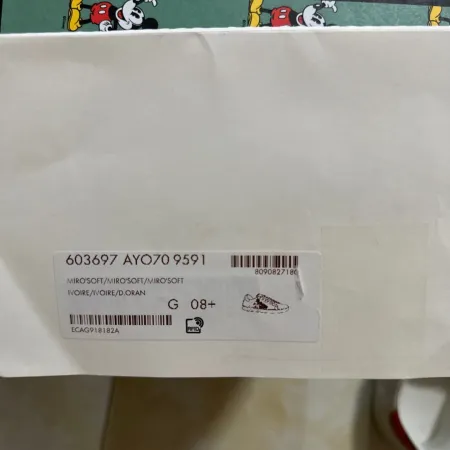 603697 AYO70 9591
8090827180
MIRO'SOFT/MIRO'SOFT/MIRO'SOFT
IVOIRE/IVOIRE/D.ORAN
G 08+
ECAG918182A